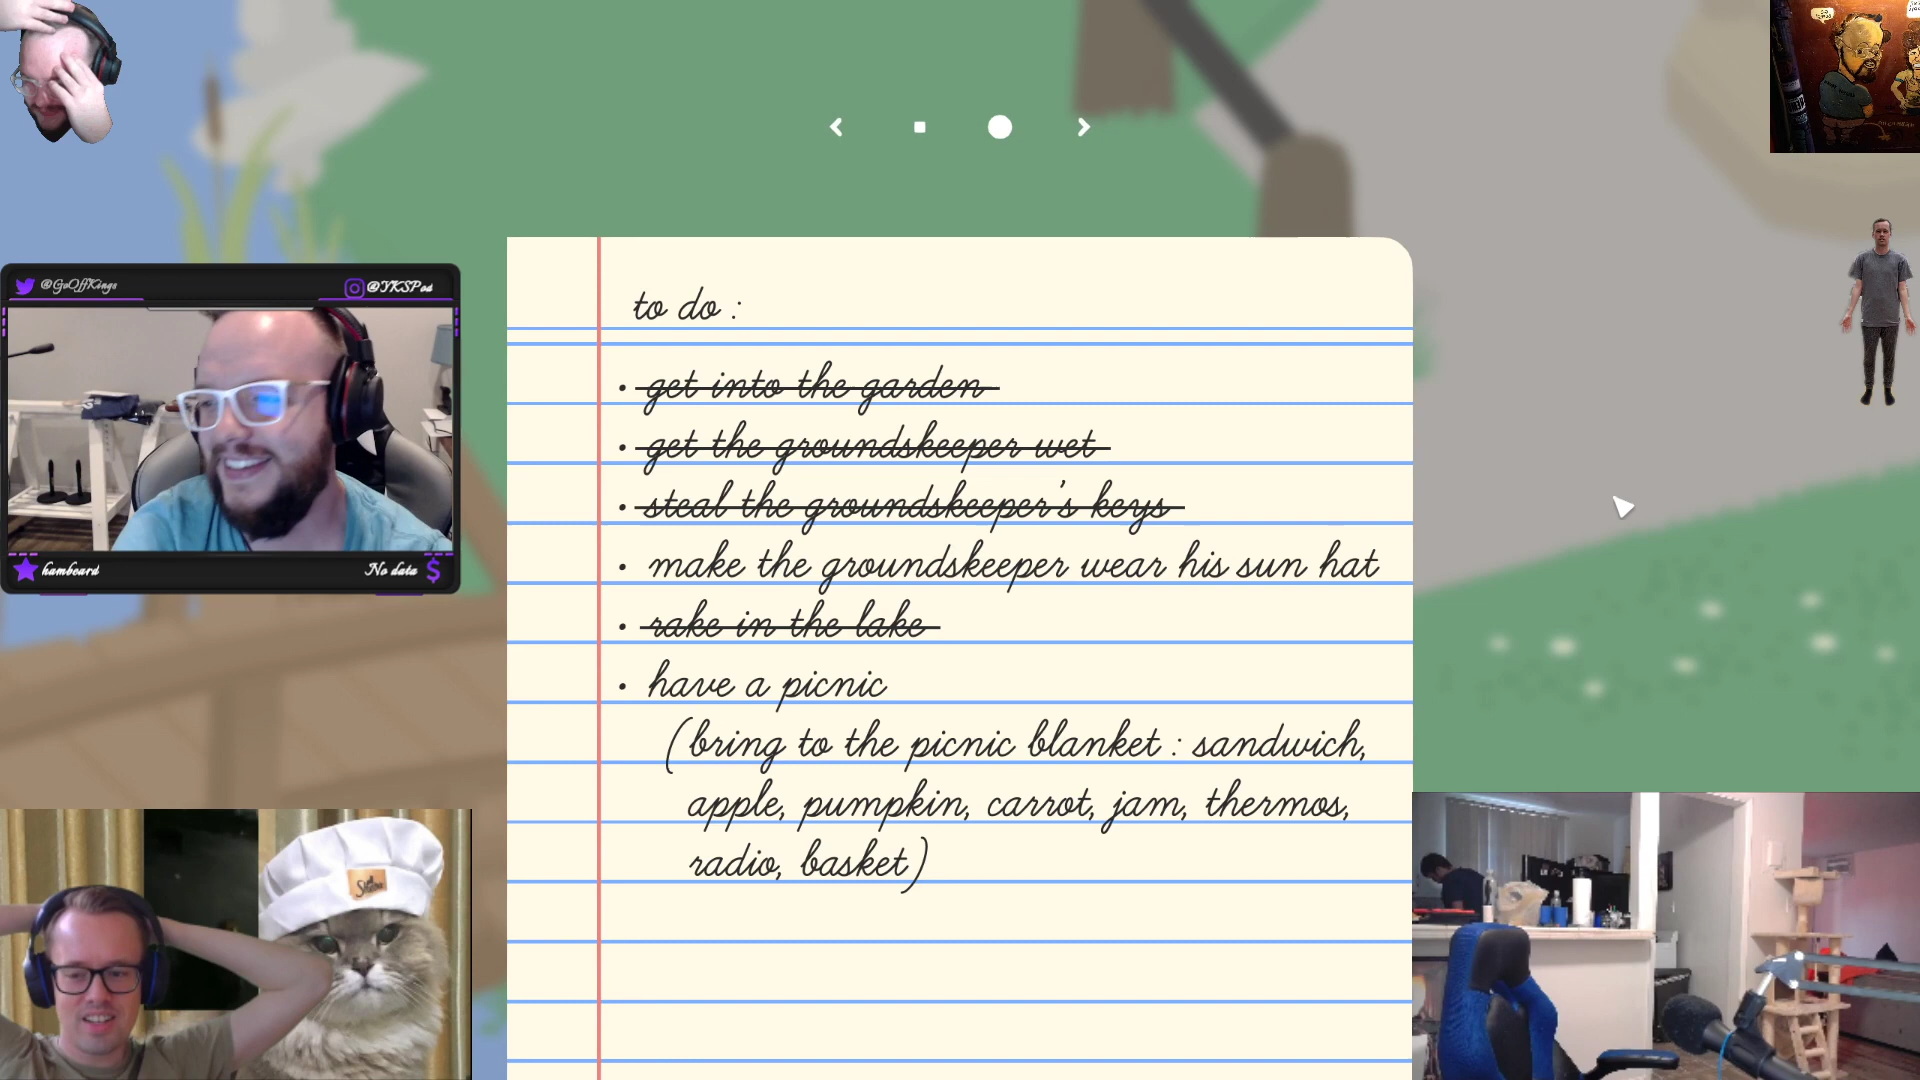 @GoOffKings
@YKSPod
hambeard
No data
to do :
• get into the garden
• get the groundskeeper wet
• steal the groundskeeper's keys
• make the groundskeeper wear his sun hat
• rake in the lake
• have a picnic
(bring to the picnic blanket : sandwich,
apple, pumpkin, carrot, jam, thermos,
radio, basket)